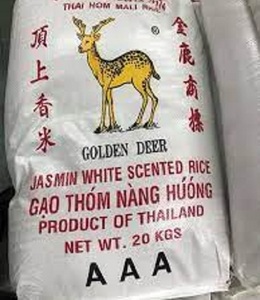 THAI HOM MALI RICE
頂上香米
金鹿商標
®
GOLDEN DEER
JASMIN WHITE SCENTED RICE
GẠO THƠM NÀNG HƯƠNG
PRODUCT OF THAILAND
NET WT. 20 KGS
A A A